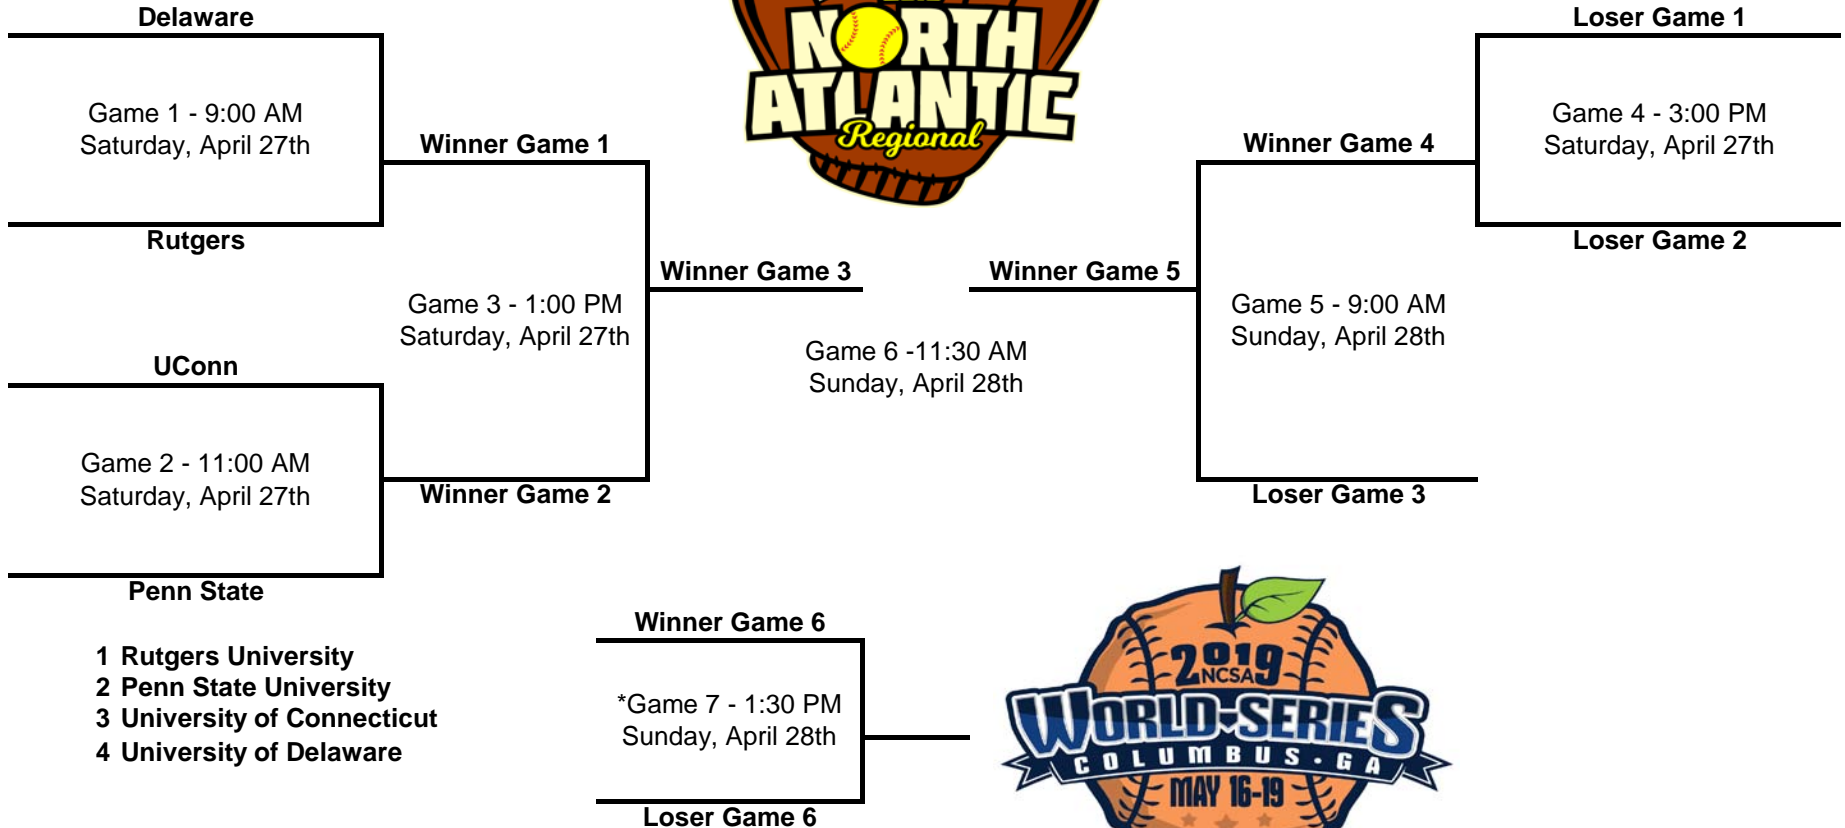 Delaware
Game 1 - 9:00 AM
Saturday, April 27th
Rutgers
Winner Game 1
Game 3 - 1:00 PM
Saturday, April 27th
Winner Game 2
UConn
Game 2 - 11:00 AM
Saturday, April 27th
Penn State
NORTH
ATLANTIC
Regional
Winner Game 3
Winner Game 5
Game 6 -11:30 AM
Sunday, April 28th
Winner Game 4
Game 5 - 9:00 AM
Sunday, April 28th
Loser Game 3
Loser Game 1
Game 4 - 3:00 PM
Saturday, April 27th
Loser Game 2
1 Rutgers University
2 Penn State University
3 University of Connecticut
4 University of Delaware
Winner Game 6
*Game 7 - 1:30 PM
Sunday, April 28th
Loser Game 6
2019
NCSA
WORLD SERIES
COLUMBUS · GA
MAY 16-19